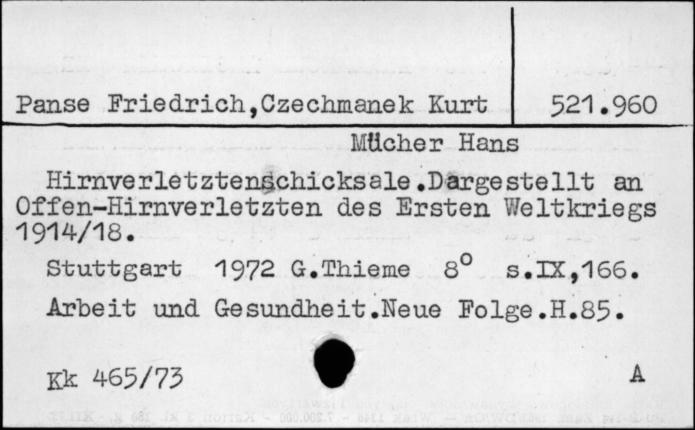 Panse Friedrich,Czechmanek Kurt 521.960
Mücher Hans
Hirnverletztenschicksale.Dargestellt an
Offen-Hirnverletzten des Ersten Weltkriegs
1914/18.
Stuttgart 1972 G.Thieme 8° s.IX,166.
Arbeit und Gesundheit.Neue Folge.H.85.
Kk 465/73 A